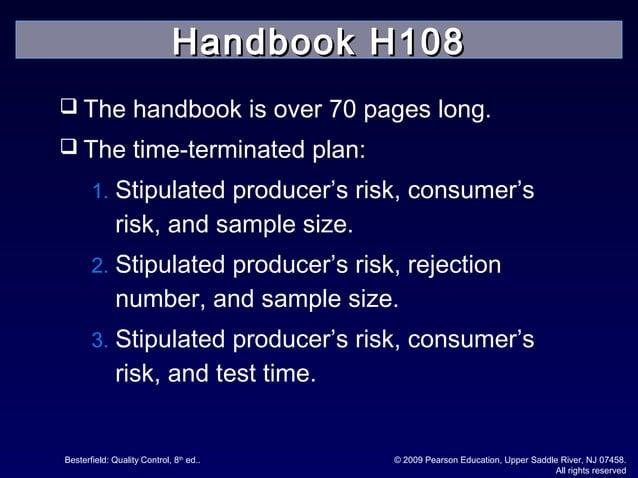 Handbook H108
❑ The handbook is over 70 pages long.
❑ The time-terminated plan:
1. Stipulated producer’s risk, consumer’s
risk, and sample size.
2. Stipulated producer’s risk, rejection
number, and sample size.
3. Stipulated producer’s risk, consumer’s
risk, and test time.
Besterfield: Quality Control, 8th ed..
© 2009 Pearson Education, Upper Saddle River, NJ 07458.
All rights reserved